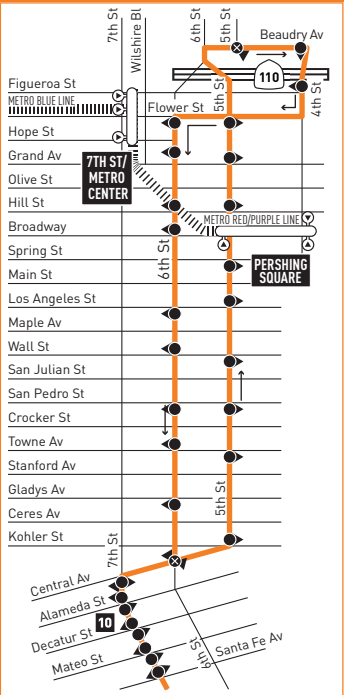 7th St
Wilshire Bl
6th St
5th St
Beaudry Av
110
4th St
5th St
Figueroa St
METRO BLUE LINE
Flower St
Hope St
Grand Av
7TH ST/
METRO
CENTER
Olive St
Hill St
METRO RED/PURPLE LINE
Broadway
6th St
Spring St
PERSHING
SQUARE
Main St
Los Angeles St
Maple Av
Wall St
San Julian St
San Pedro St
Crocker St
Towne Av
Stanford Av
Gladys Av
5th St
Ceres Av
Kohler St
7th St
Central Av
Alameda St
10
Decatur St
6th St
Santa Fe Av
Mateo St